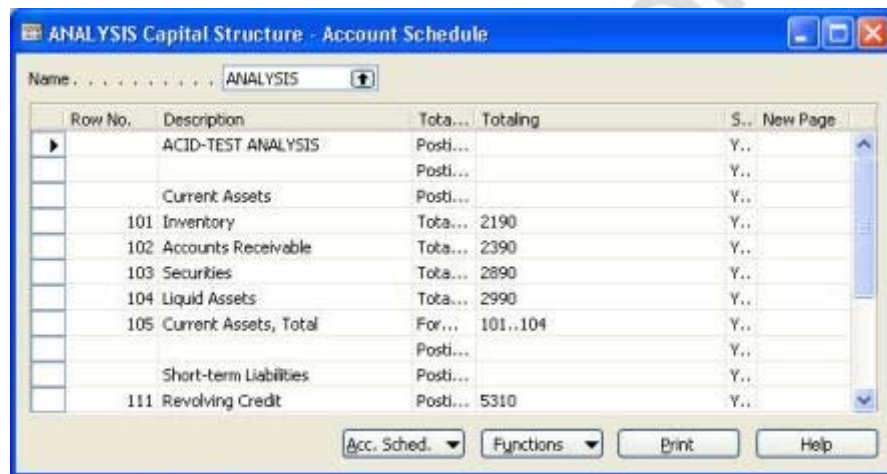 ANALYSIS Capital Structure - Account Schedule
Name . . . . . . . . . . ANALYSIS
Row No. Description Tota... Totaling S.. New Page
ACID-TEST ANALYSIS Posti... Y..
Posti... Y..
Current Assets Posti... Y..
101 Inventory Tota... 2190 Y..
102 Accounts Receivable Tota... 2390 Y..
103 Securities Tota... 2890 Y..
104 Liquid Assets Tota... 2990 Y..
105 Current Assets, Total For... 101..104 Y..
Posti... Y..
Short-term Liabilities Posti... Y..
111 Revolving Credit Posti... 5310 Y..
Acc. Sched. Functions Print Help